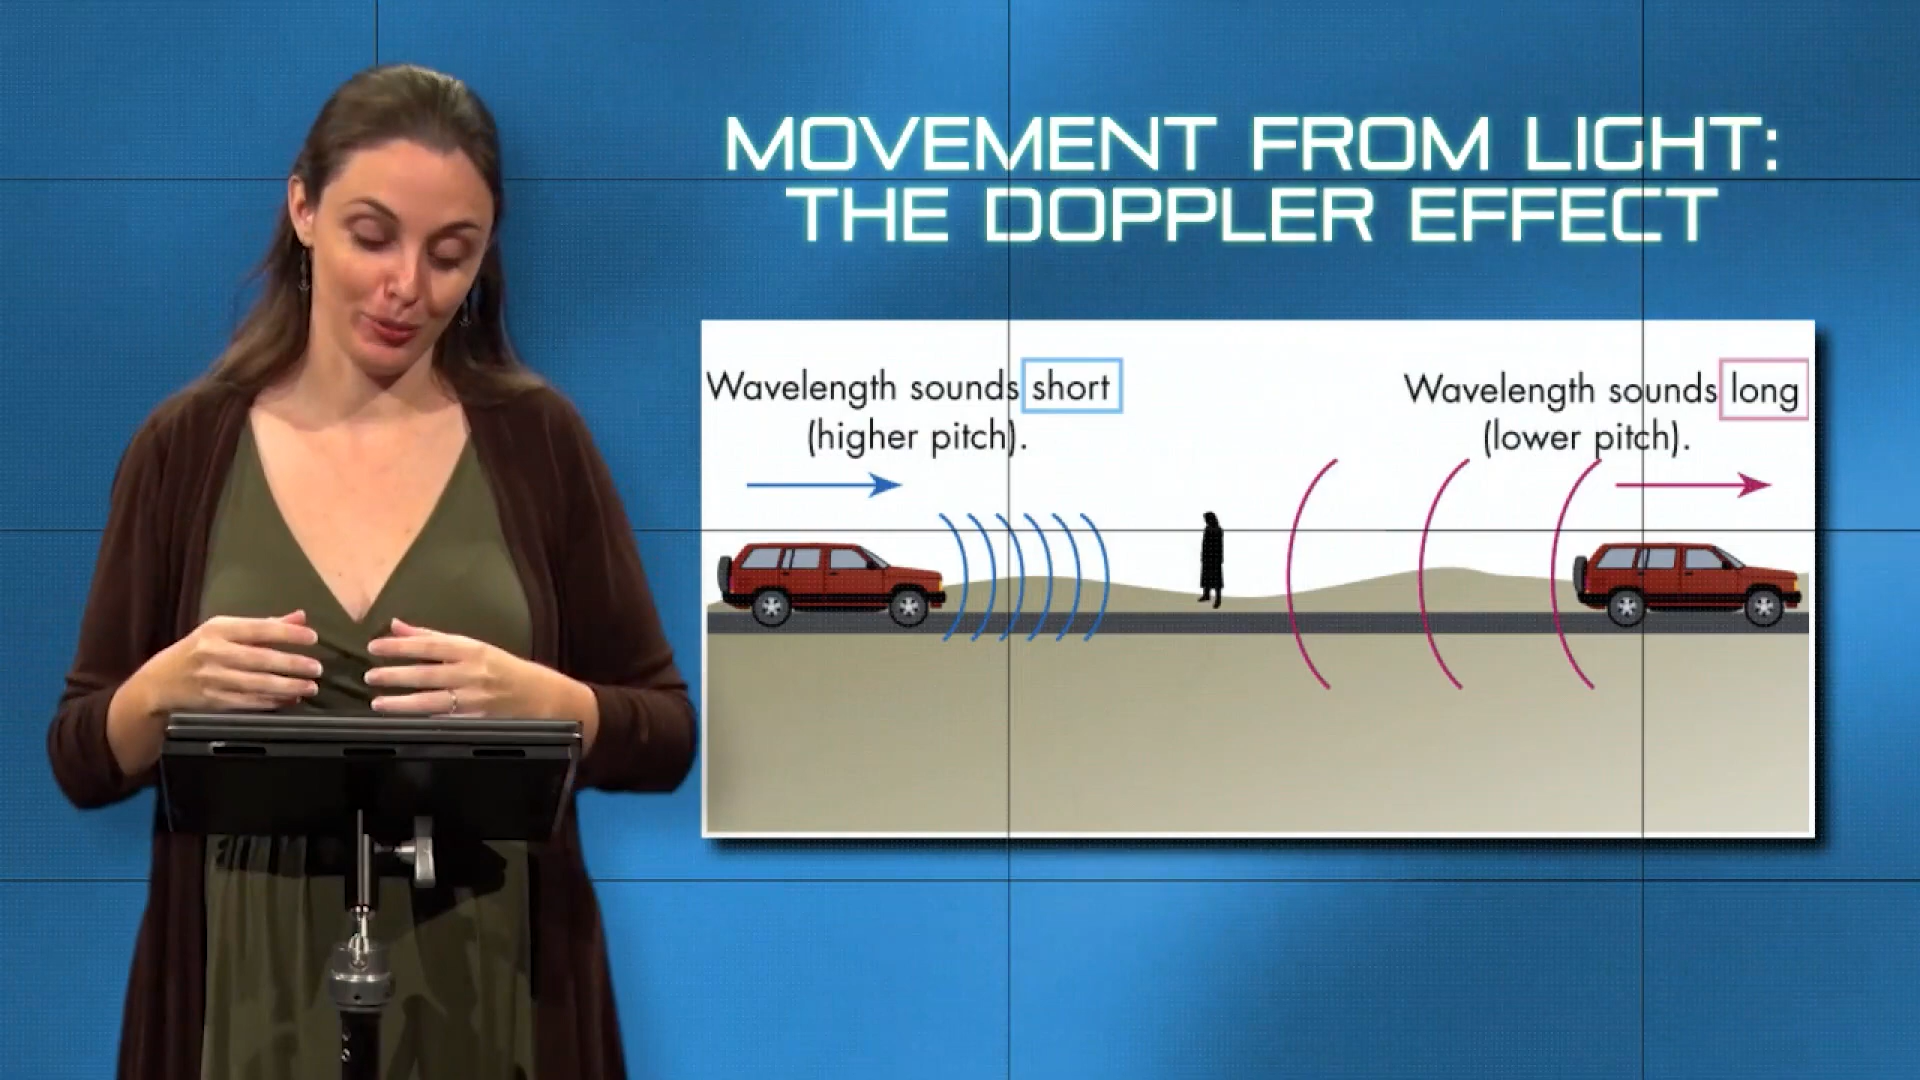 MOVEMENT FROM LIGHT:
THE DOPPLER EFFECT
Wavelength sounds short
(higher pitch).
Wavelength sounds long
(lower pitch).